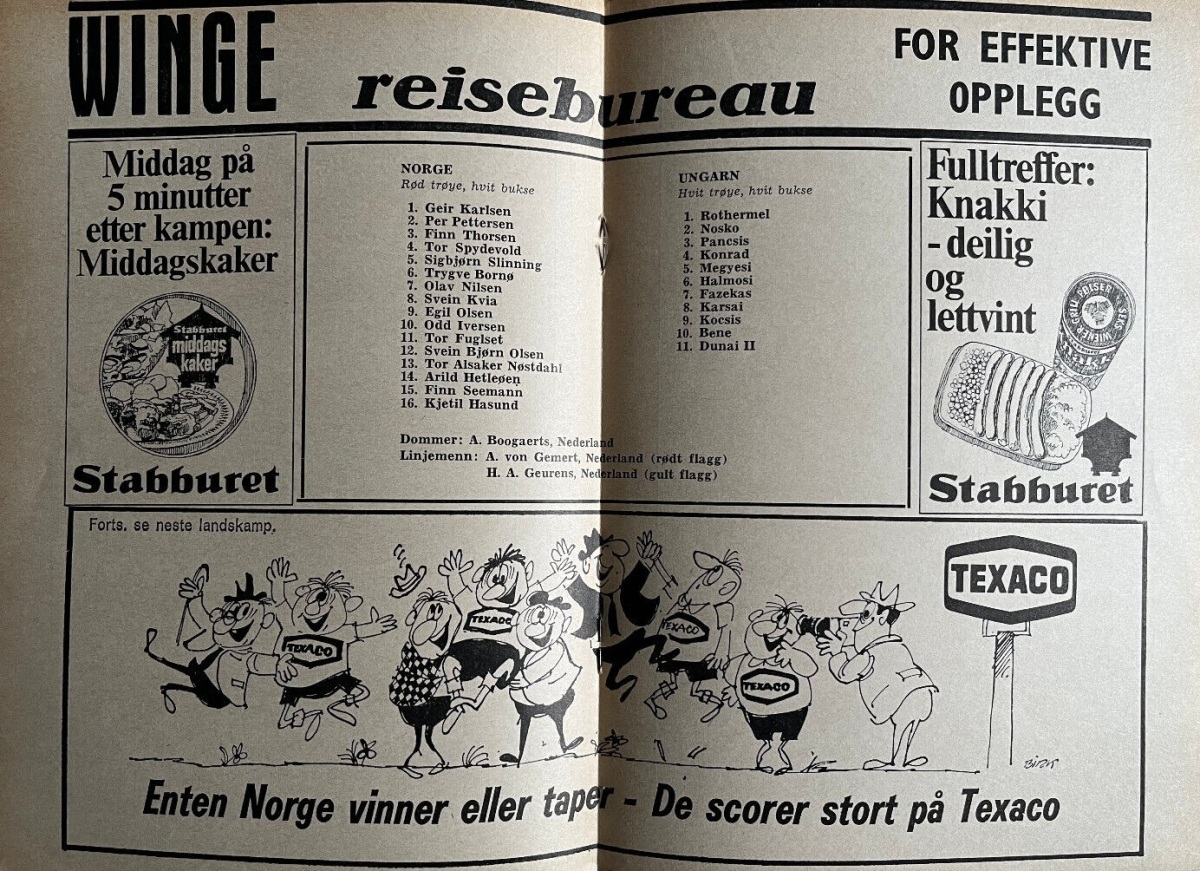 WINGE
reisebureau
FOR EFFEKTIVE
OPPLEGG
Middag på
5 minutter
etter kampen:
Middagskaker
Stabburet
middags
kaker
Stabburet
NORGE
Rød trøye, hvit bukse
1. Geir Karlsen
2. Per Pettersen
3. Finn Thorsen
4. Tor Spydevold
5. Sigbjørn Slinning
6. Trygve Bornø
7. Olav Nilsen
8. Svein Kvia
9. Egil Olsen
10. Odd Iversen
11. Tor Fuglset
12. Svein Bjørn Olsen
13. Tor Alsaker Nøstdahl
14. Arild Hetleøen
15. Finn Seemann
16. Kjetil Hasund
UNGARN
Hvit trøye, hvit bukse
1. Rothermel
2. Nosko
3. Pancsis
4. Konrad
5. Megyesi
6. Halmosi
7. Fazekas
8. Karsai
9. Kocsis
10. Bene
11. Dunai II
Dommer: A. Boogaerts, Nederland
Linjemenn: A. von Gemert, Nederland (rødt flagg)
H. A. Geurens, Nederland (gult flagg)
Fulltreffer:
Knakki
- deilig
og
lettvint
Stabburet
Forts. se neste landskamp.
TEXACO
TEXACO
TEXACO
TEXACO
TEXACO
Enten Norge vinner eller taper - De scorer stort på Texaco